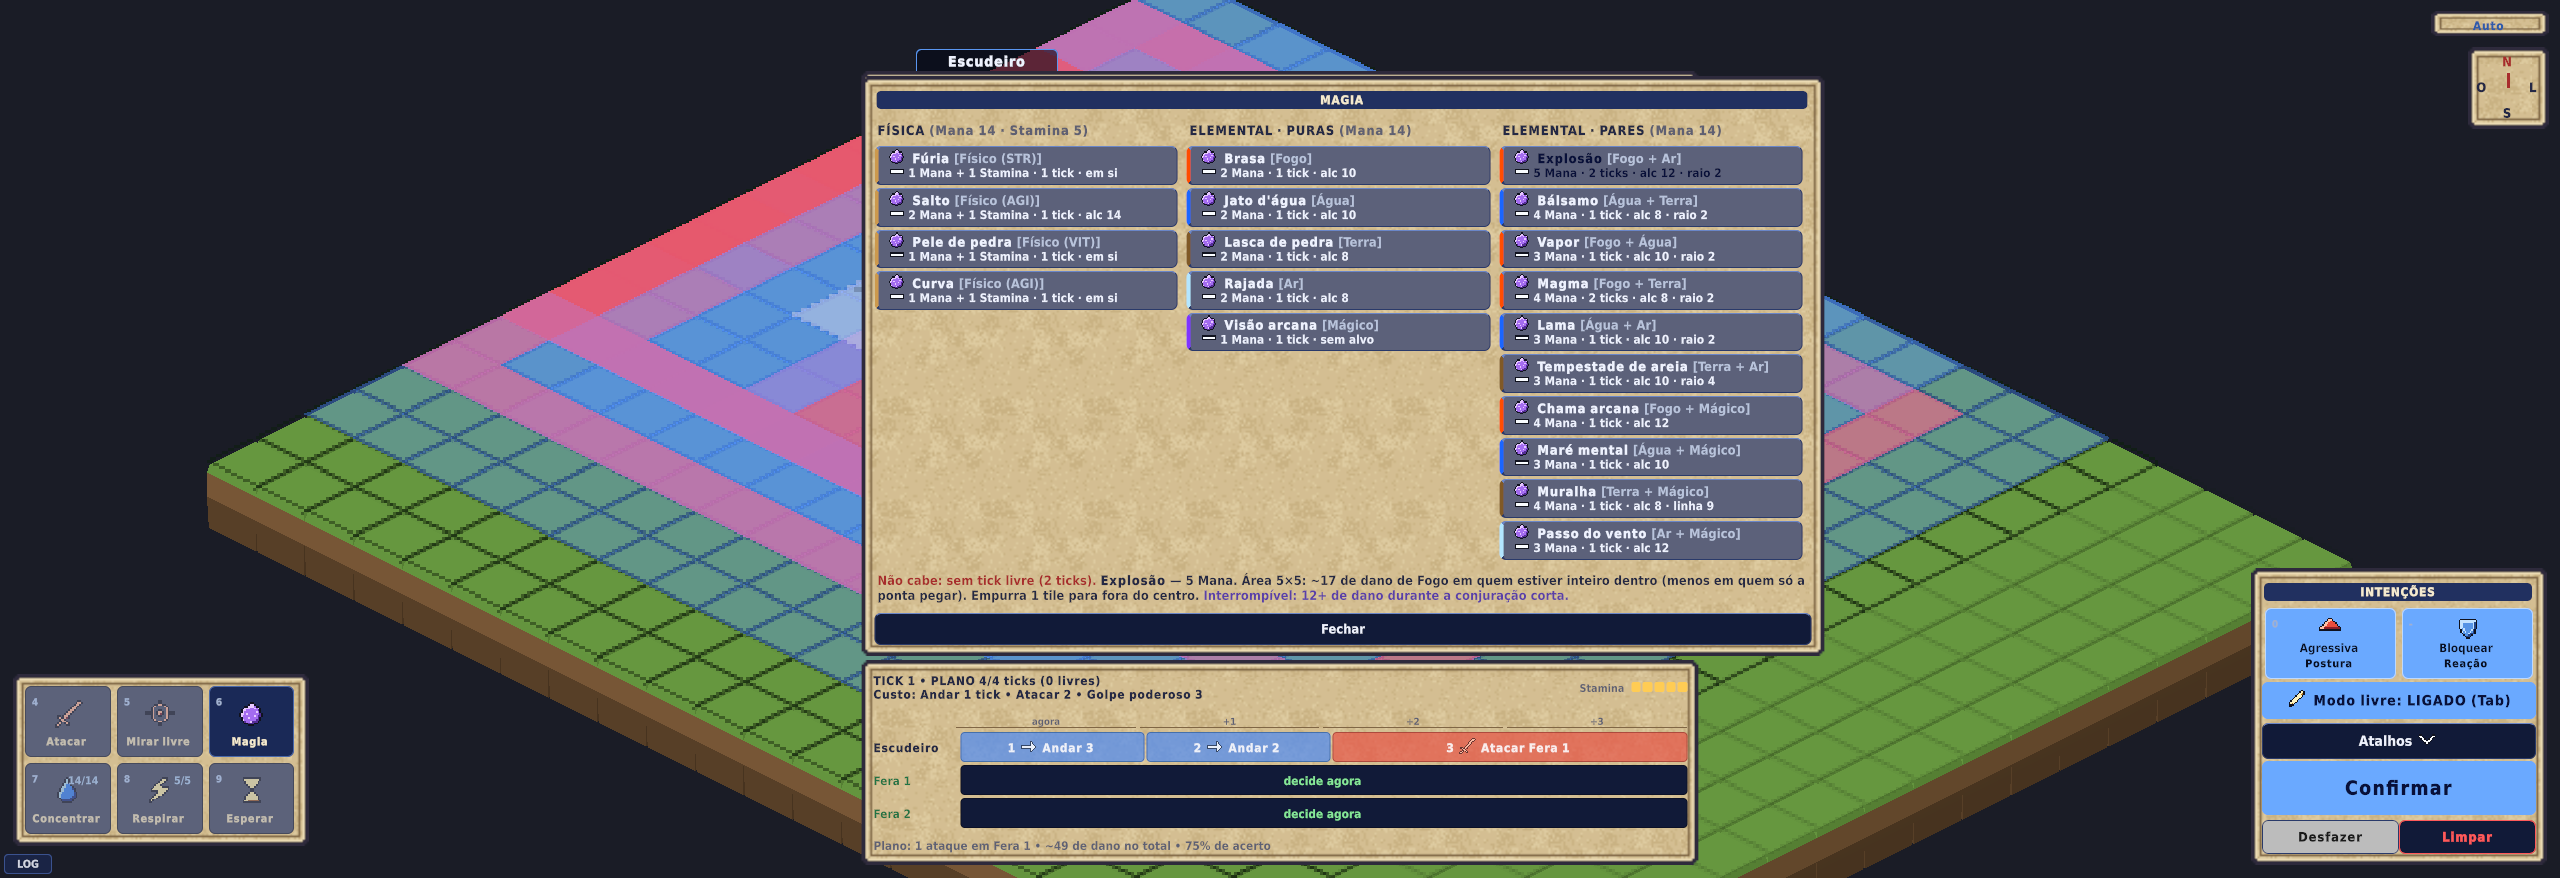 Auto
N
O L
S
Escudeiro
MAGIA
FÍSICA (Mana 14 · Stamina 5)
Fúria [Físico (STR)]
1 Mana + 1 Stamina · 1 tick · em si
Salto [Físico (AGI)]
2 Mana + 1 Stamina · 1 tick · alc 14
Pele de pedra [Físico (VIT)]
1 Mana + 1 Stamina · 1 tick · em si
Curva [Físico (AGI)]
1 Mana + 1 Stamina · 1 tick · em si
ELEMENTAL · PURAS (Mana 14)
Brasa [Fogo]
2 Mana · 1 tick · alc 10
Jato d'água [Água]
2 Mana · 1 tick · alc 10
Lasca de pedra [Terra]
2 Mana · 1 tick · alc 8
Rajada [Ar]
2 Mana · 1 tick · alc 8
Visão arcana [Mágico]
1 Mana · 1 tick · sem alvo
ELEMENTAL · PARES (Mana 14)
Explosão [Fogo + Ar]
5 Mana · 2 ticks · alc 12 · raio 2
Bálsamo [Água + Terra]
4 Mana · 1 tick · alc 8 · raio 2
Vapor [Fogo + Água]
3 Mana · 1 tick · alc 10 · raio 2
Magma [Fogo + Terra]
4 Mana · 2 ticks · alc 8 · raio 2
Lama [Água + Ar]
3 Mana · 1 tick · alc 10 · raio 2
Tempestade de areia [Terra + Ar]
3 Mana · 1 tick · alc 10 · raio 4
Chama arcana [Fogo + Mágico]
4 Mana · 1 tick · alc 12
Maré mental [Água + Mágico]
3 Mana · 1 tick · alc 10
Muralha [Terra + Mágico]
4 Mana · 1 tick · alc 8 · linha 9
Passo do vento [Ar + Mágico]
3 Mana · 1 tick · alc 12
Não cabe: sem tick livre (2 ticks). Explosão — 5 Mana. Área 5×5: ~17 de dano de Fogo em quem estiver inteiro dentro (menos em quem só a
ponta pegar). Empurra 1 tile para fora do centro. Interrompível: 12+ de dano durante a conjuração corta.
Fechar
4 Atacar
5 Mirar livre
6 Magia
7 14/14 Concentrar
8 5/5 Respirar
9 Esperar
LOG
TICK 1 • PLANO 4/4 ticks (0 livres)
Custo: Andar 1 tick • Atacar 2 • Golpe poderoso 3
Stamina
agora +1 +2 +3
Escudeiro 1 → Andar 3 2 → Andar 2 3 Atacar Fera 1
Fera 1 decide agora
Fera 2 decide agora
Plano: 1 ataque em Fera 1 • ~49 de dano no total • 75% de acerto
INTENÇÕES
Agressiva
Postura
Bloquear
Reação
Modo livre: LIGADO (Tab)
Atalhos
Confirmar
Desfazer Limpar